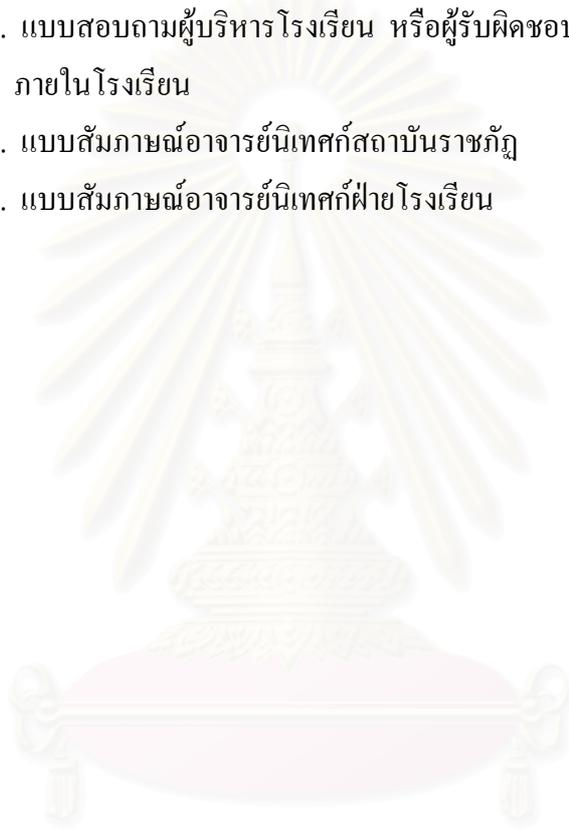 . แบบสอบถามผู้บริหารโรงเรียน หรือผู้รับผิดชอบ
ภายในโรงเรียน
. แบบสัมภาษณ์อาจารย์นิเทศก์สถาบันราชภัฏ
. แบบสัมภาษณ์อาจารย์นิเทศก์ฝ่ายโรงเรียน